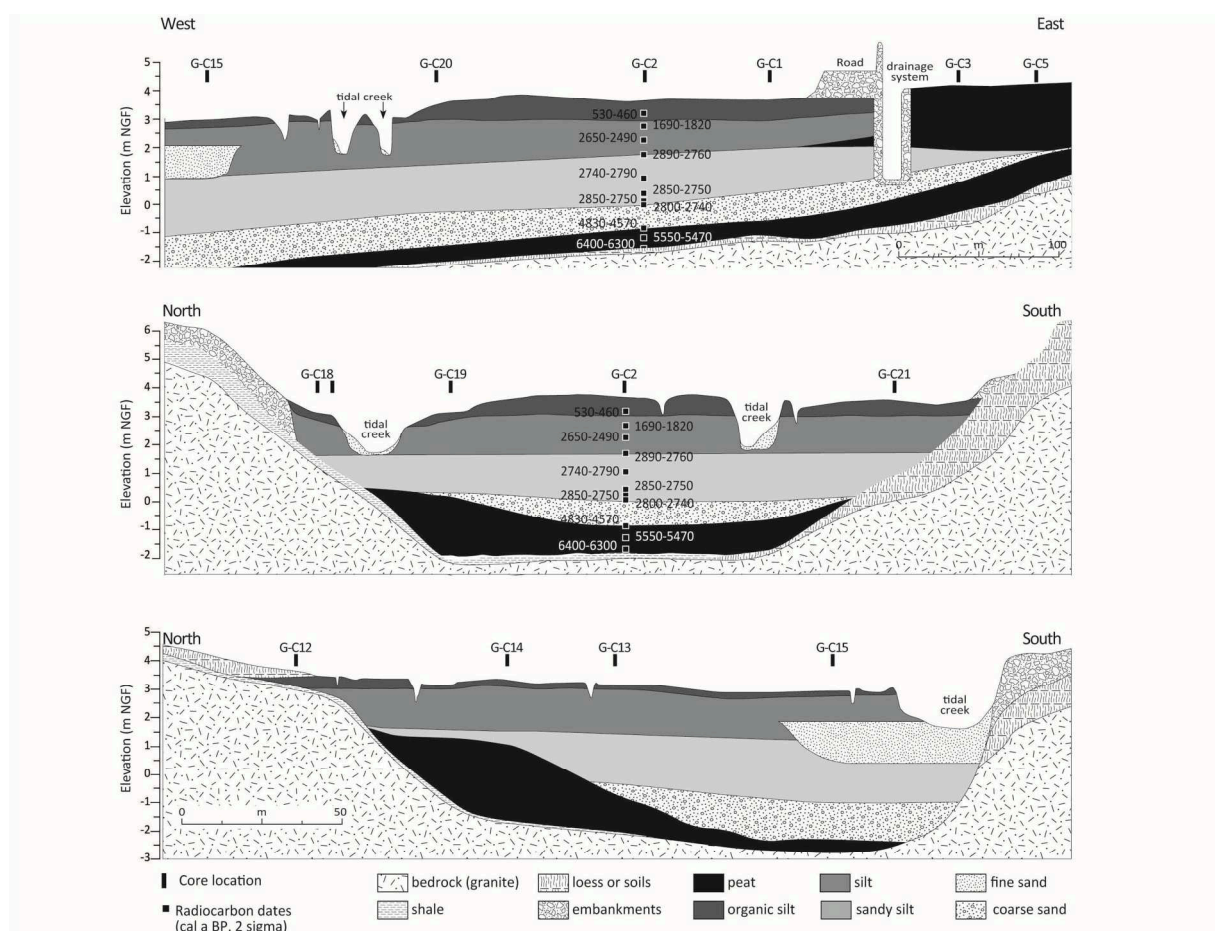 West East
G-C15 G-C20 G-C2 G-C1 Road drainage system G-C3 G-C5
tidal creek
Elevation (m NGF)
5
4
3
2
1
0
-1
-2
530-460
1690-1820
2650-2490
2890-2760
2740-2790
2850-2750
2850-2750
2800-2740
4830-4570
5550-5470
6400-6300
0 m 100
North South
G-C18 G-C19 G-C2 G-C21
tidal creek
tidal creek
Elevation (m NGF)
6
5
4
3
2
1
0
-1
-2
530-460
1690-1820
2650-2490
2890-2760
2740-2790
2850-2750
2850-2750
2800-2740
4830-4570
5550-5470
6400-6300
North South
G-C12 G-C14 G-C13 G-C15
tidal creek
Elevation (m NGF)
5
4
3
2
1
0
-1
-2
-3
0 m 50
Core location bedrock (granite) loess or soils peat silt fine sand
Radiocarbon dates shale embankments organic silt sandy silt coarse sand
(cal a BP, 2 sigma)